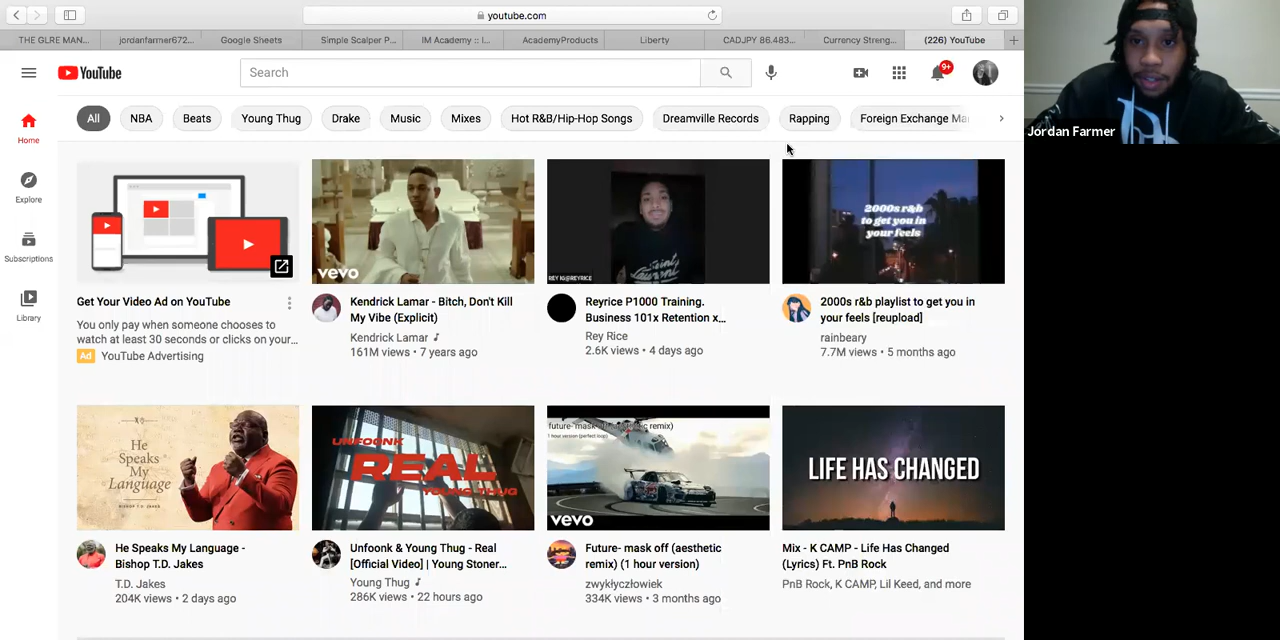 youtube.com
THE GLRE MAN...
jordanfarmer672...
Google Sheets
Simple Scalper P...
IM Academy :: I...
AcademyProducts
Liberty
CADJPY 86.483...
Currency Streng...
(226) YouTube
YouTube
Search
9+
All
NBA
Beats
Young Thug
Drake
Music
Mixes
Hot R&B/Hip-Hop Songs
Dreamville Records
Rapping
Foreign Exchange Mar
Home
Explore
Subscriptions
Library
Jordan Farmer
vevo
REY IG@REYRICE
2000s r&b
to get you in
your feels
Get Your Video Ad on YouTube
You only pay when someone chooses to
watch at least 30 seconds or clicks on your...
Ad YouTube Advertising
Kendrick Lamar - Bitch, Don't Kill
My Vibe (Explicit)
Kendrick Lamar
161M views • 7 years ago
Reyrice P1000 Training.
Business 101x Retention x...
Rey Rice
2.6K views • 4 days ago
2000s r&b playlist to get you in
your feels [reupload]
rainbeary
7.7M views • 5 months ago
He
Speaks
My
Language
BISHOP T.D. JAKES
UNFOONK
REAL
YOUNG THUG
1 hour version (perfect loop)
vevo
LIFE HAS CHANGED
He Speaks My Language -
Bishop T.D. Jakes
T.D. Jakes
204K views • 2 days ago
Unfoonk & Young Thug - Real
[Official Video] | Young Stoner...
Young Thug
286K views • 22 hours ago
Future- mask off (aesthetic
remix) (1 hour version)
zwykłyczłowiek
334K views • 3 months ago
Mix - K CAMP - Life Has Changed
(Lyrics) Ft. PnB Rock
PnB Rock, K CAMP, Lil Keed, and more